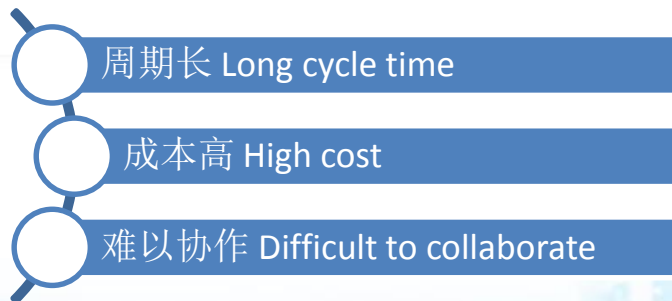 周期长 Long cycle time
成本高 High cost
难以协作 Difficult to collaborate